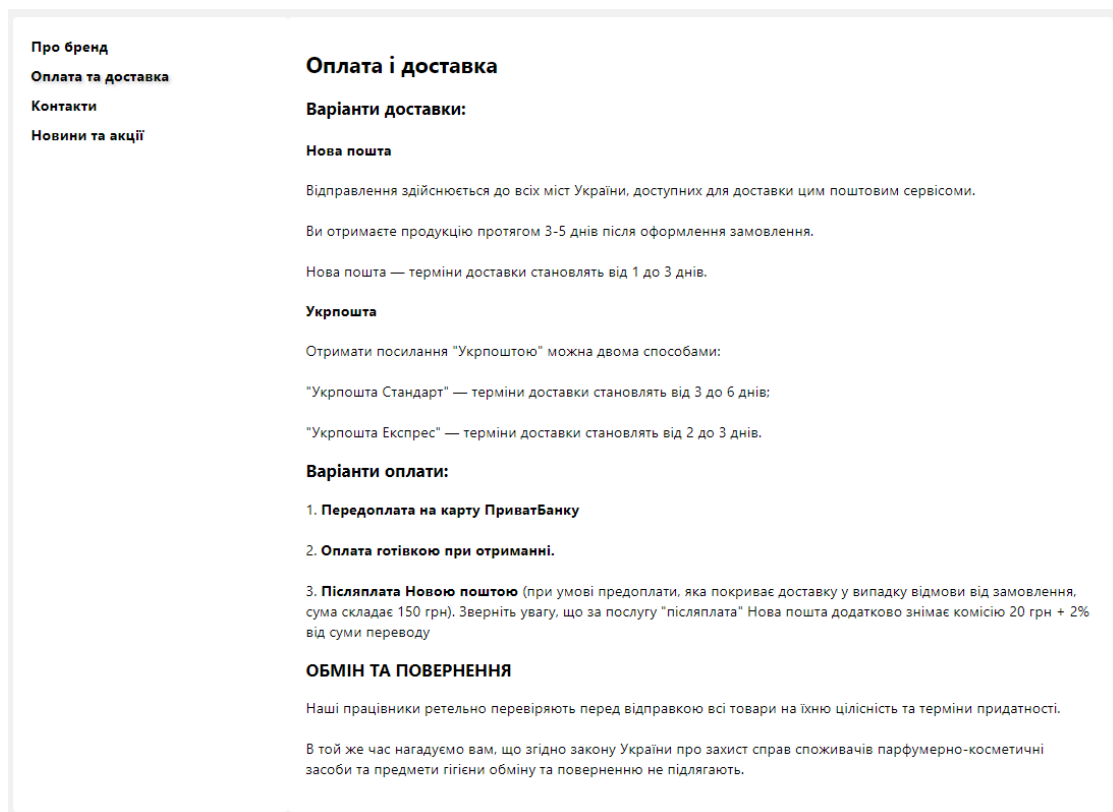 Про бренд
Оплата та доставка
Контакти
Новини та акції
Оплата і доставка
Варіанти доставки:
Нова пошта
Відправлення здійснюється до всіх міст України, доступних для доставки цим поштовим сервісоми.
Ви отримаєте продукцію протягом 3-5 днів після оформлення замовлення.
Нова пошта — терміни доставки становлять від 1 до 3 днів.
Укрпошта
Отримати посилання "Укрпоштою" можна двома способами:
"Укрпошта Стандарт" — терміни доставки становлять від 3 до 6 днів;
"Укрпошта Експрес" — терміни доставки становлять від 2 до 3 днів.
Варіанти оплати:
1. Передоплата на карту ПриватБанку
2. Оплата готівкою при отриманні.
3. Післяплата Новою поштою (при умові предоплати, яка покриває доставку у випадку відмови від замовлення,
сума складає 150 грн). Зверніть увагу, що за послугу "післяплата" Нова пошта додатково знімає комісію 20 грн + 2%
від суми переводу
ОБМІН ТА ПОВЕРНЕННЯ
Наші працівники ретельно перевіряють перед відправкою всі товари на їхню цілісність та терміни придатності.
В той же час нагадуємо вам, що згідно закону України про захист справ споживачів парфумерно-косметичні
засоби та предмети гігієни обміну та поверненню не підлягають.